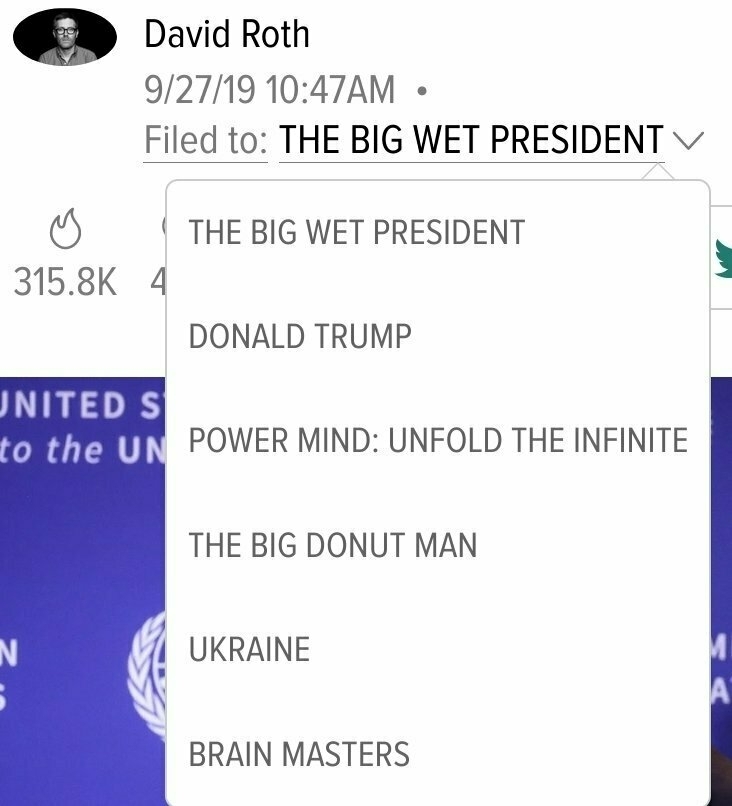 David Roth
9/27/19 10:47AM •
Filed to: THE BIG WET PRESIDENT
THE BIG WET PRESIDENT
315.8K 4
DONALD TRUMP
UNITED S
to the UN
POWER MIND: UNFOLD THE INFINITE
THE BIG DONUT MAN
UKRAINE
BRAIN MASTERS